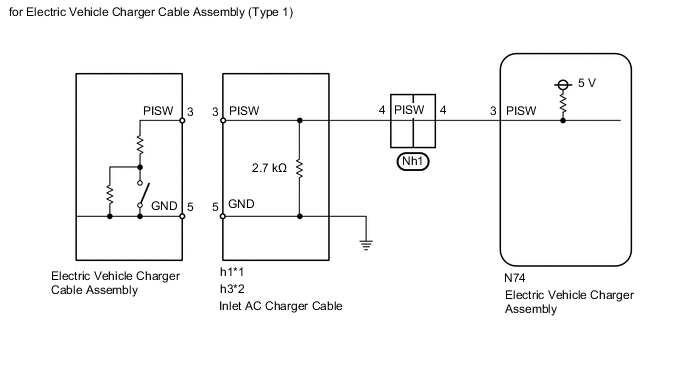 for Electric Vehicle Charger Cable Assembly (Type 1)
5 V
PISW 3 3 PISW 4 PISW 4 3 PISW
Nh1
2.7 kΩ
GND 5 5 GND
Electric Vehicle Charger
Cable Assembly
h1*1
h3*2
Inlet AC Charger Cable
N74
Electric Vehicle Charger
Assembly